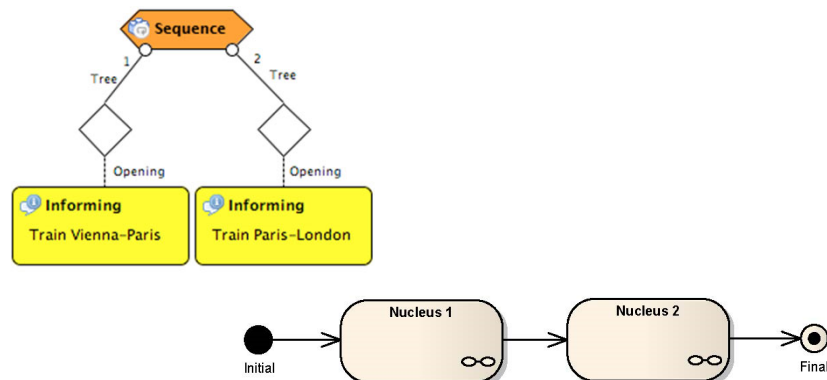 Sequence
1
2
Tree
Tree
Opening
Opening
Informing
Train Vienna–Paris
Informing
Train Paris–London
Nucleus 1
Nucleus 2
Initial
Final